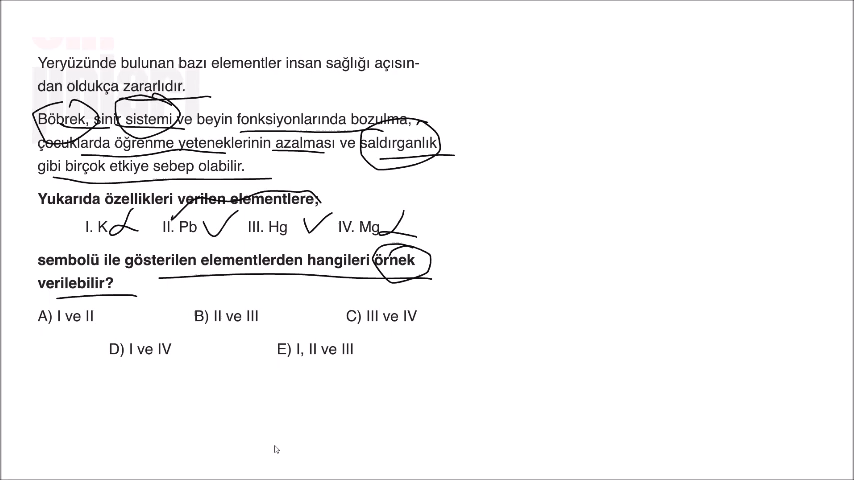 Yeryüzünde bulunan bazı elementler insan sağlığı açısın-
dan oldukça zararlıdır.
Böbrek, sinir sistemi ve beyin fonksiyonlarında bozulma,
çocuklarda öğrenme yeteneklerinin azalması ve saldırganlık
gibi birçok etkiye sebep olabilir.
Yukarıda özellikleri verilen elementlere;
I. K II. Pb III. Hg IV. Mg
sembolü ile gösterilen elementlerden hangileri örnek
verilebilir?
A) I ve II B) II ve III C) III ve IV
D) I ve IV E) I, II ve III